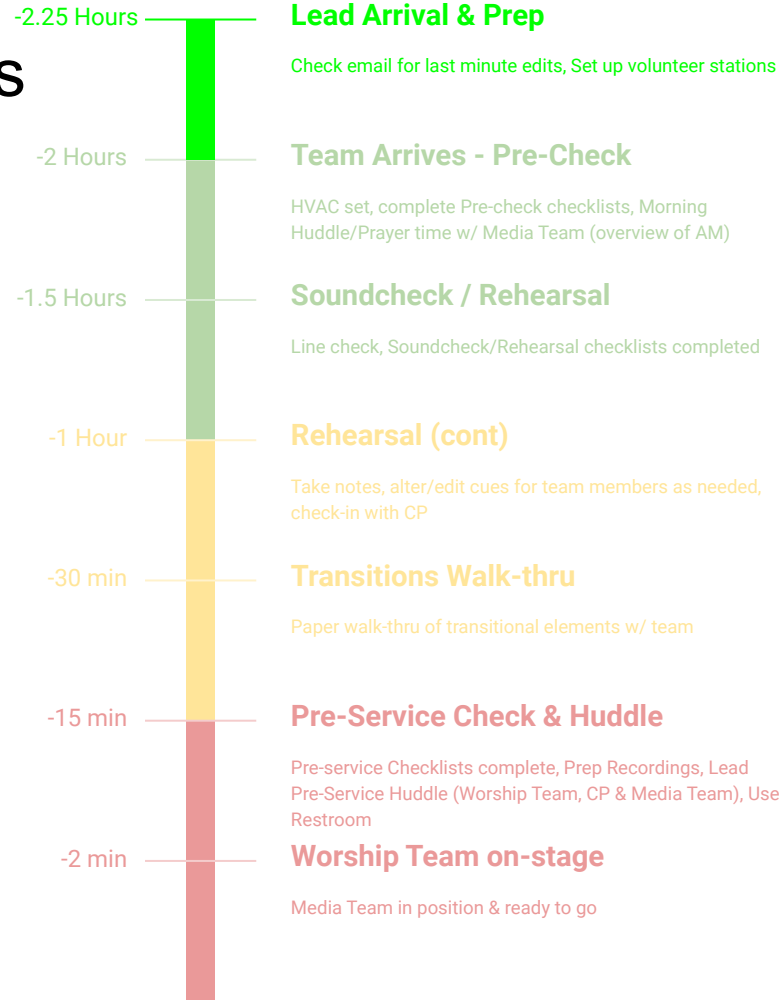 -2.25 Hours
Lead Arrival & Prep
Check email for last minute edits, Set up volunteer stations
s
-2 Hours
Team Arrives - Pre-Check
HVAC set, complete Pre-check checklists, Morning
Huddle/Prayer time w/ Media Team (overview of AM)
-1.5 Hours
Soundcheck / Rehearsal
Line check, Soundcheck/Rehearsal checklists completed
-1 Hour
Rehearsal (cont)
Take notes, alter/edit cues for team members as needed,
check-in with CP
-30 min
Transitions Walk-thru
Paper walk-thru of transitional elements w/ team
-15 min
Pre-Service Check & Huddle
Pre-service Checklists complete, Prep Recordings, Lead
Pre-Service Huddle (Worship Team, CP & Media Team), Use
Restroom
-2 min
Worship Team on-stage
Media Team in position & ready to go